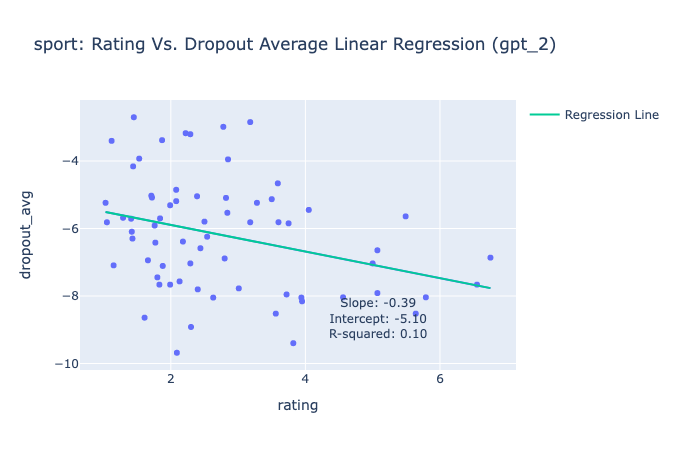 sport: Rating Vs. Dropout Average Linear Regression (gpt_2)
Regression Line
dropout_avg
−4
−6
−8
−10
Slope: -0.39
Intercept: -5.10
R-squared: 0.10
2
4
6
rating